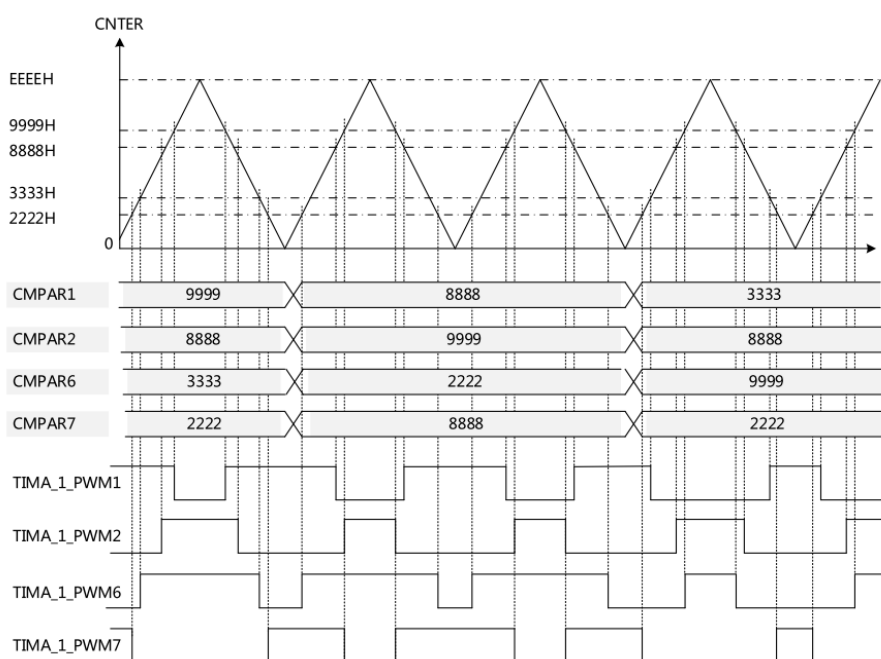 CNTER
EEEEH
9999H
8888H
3333H
2222H
0
CMPAR1 9999 8888 3333
CMPAR2 8888 9999 8888
CMPAR6 3333 2222 9999
CMPAR7 2222 8888 2222
TIMA_1_PWM1
TIMA_1_PWM2
TIMA_1_PWM6
TIMA_1_PWM7